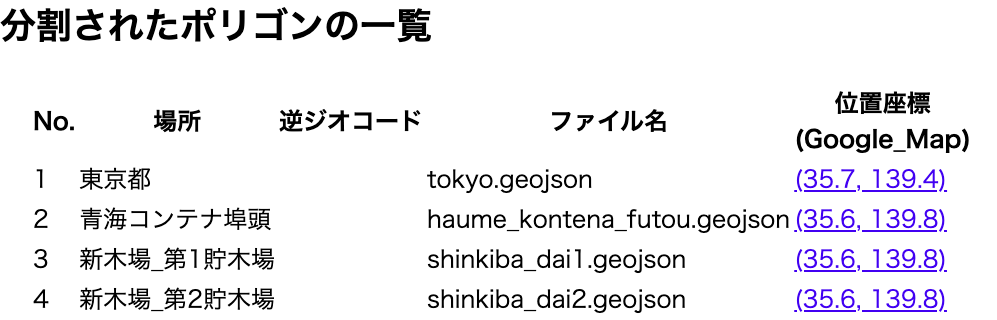 分割されたポリゴンの一覧
No. 場所 逆ジオコード ファイル名 位置座標
(Google_Map)
1 東京都 tokyo.geojson (35.7, 139.4)
2 青海コンテナ埠頭 haume_kontena_futou.geojson (35.6, 139.8)
3 新木場_第1貯木場 shinkiba_dai1.geojson (35.6, 139.8)
4 新木場_第2貯木場 shinkiba_dai2.geojson (35.6, 139.8)